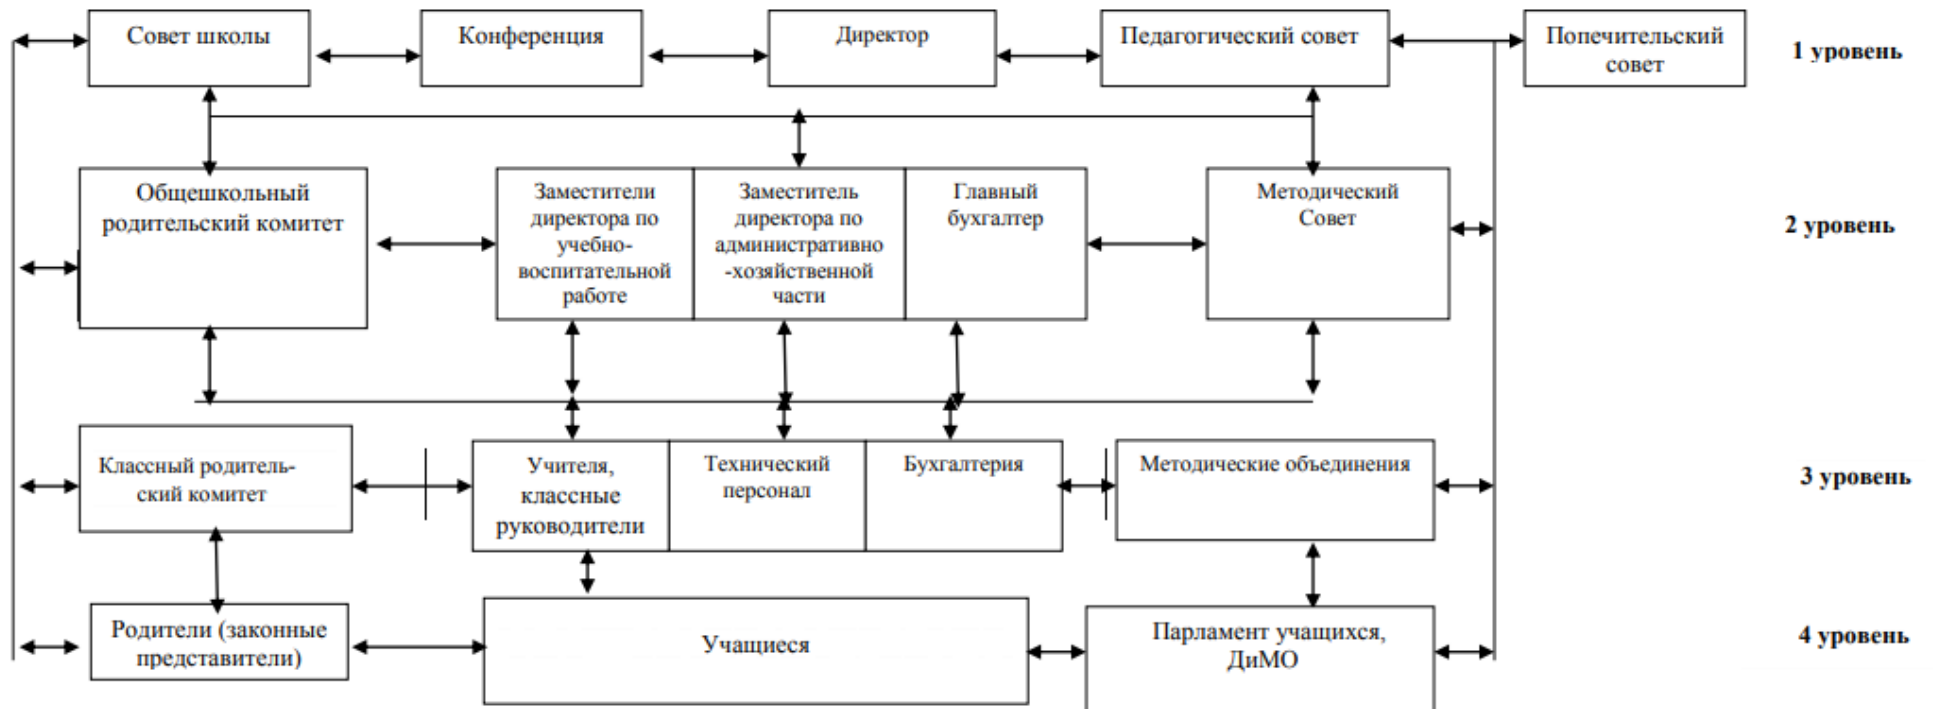 Совет школы
Конференция
Директор
Педагогический совет
Попечительский
совет
1 уровень
Общешкольный
родительский комитет
Заместители
директора по
учебно-
воспитательной
работе
Заместитель
директора по
административно
-хозяйственной
части
Главный
бухгалтер
Методический
Совет
2 уровень
Классный родитель-
ский комитет
Учителя,
классные
руководители
Технический
персонал
Бухгалтерия
Методические объединения
3 уровень
Родители (законные
представители)
Учащиеся
Парламент учащихся,
ДиМО
4 уровень